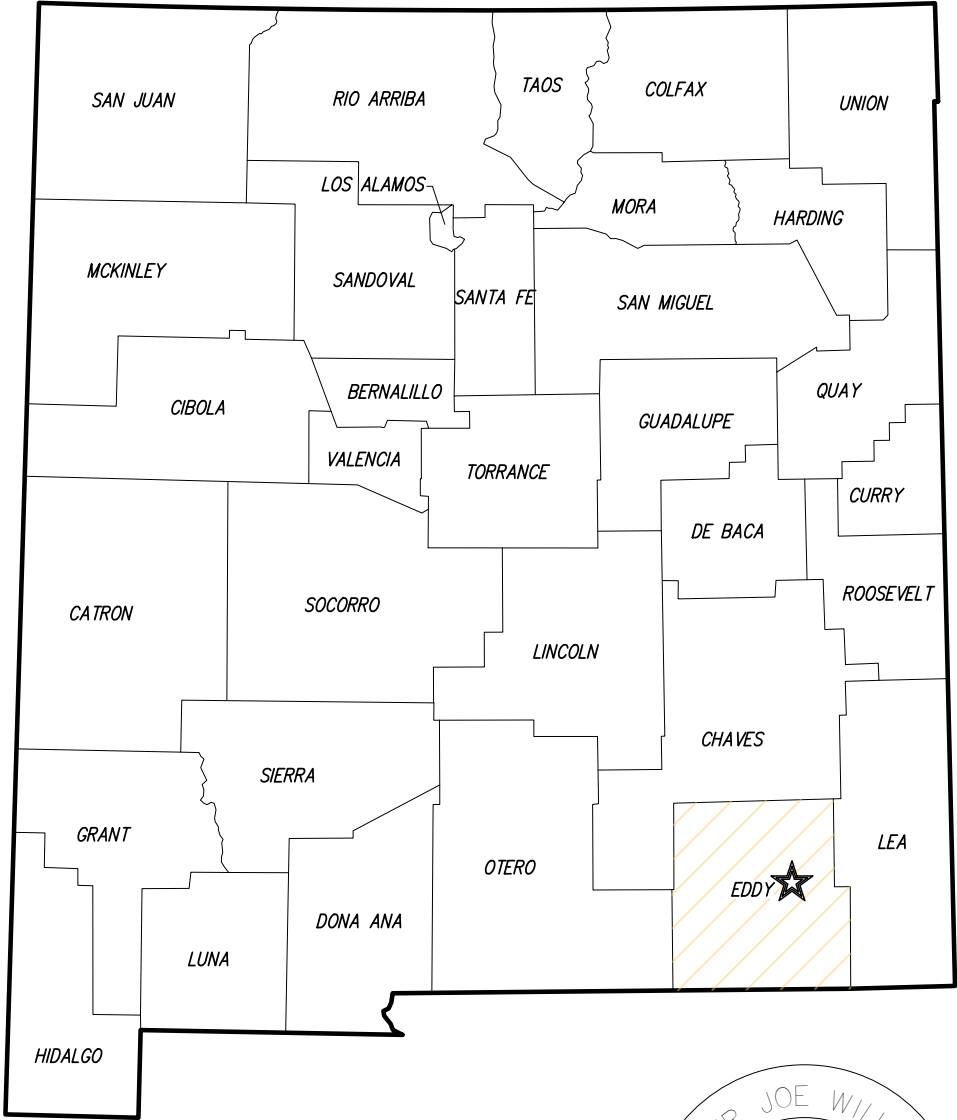 SAN JUAN
RIO ARRIBA
TAOS
COLFAX
UNION
LOS ALAMOS
MORA
HARDING
MCKINLEY
SANDOVAL
SANTA FE
SAN MIGUEL
BERNALILLO
QUAY
CIBOLA
GUADALUPE
VALENCIA
TORRANCE
CURRY
DE BACA
ROOSEVELT
CATRON
SOCORRO
LINCOLN
CHAVES
SIERRA
GRANT
LEA
OTERO
EDDY
DONA ANA
LUNA
HIDALGO
JOE